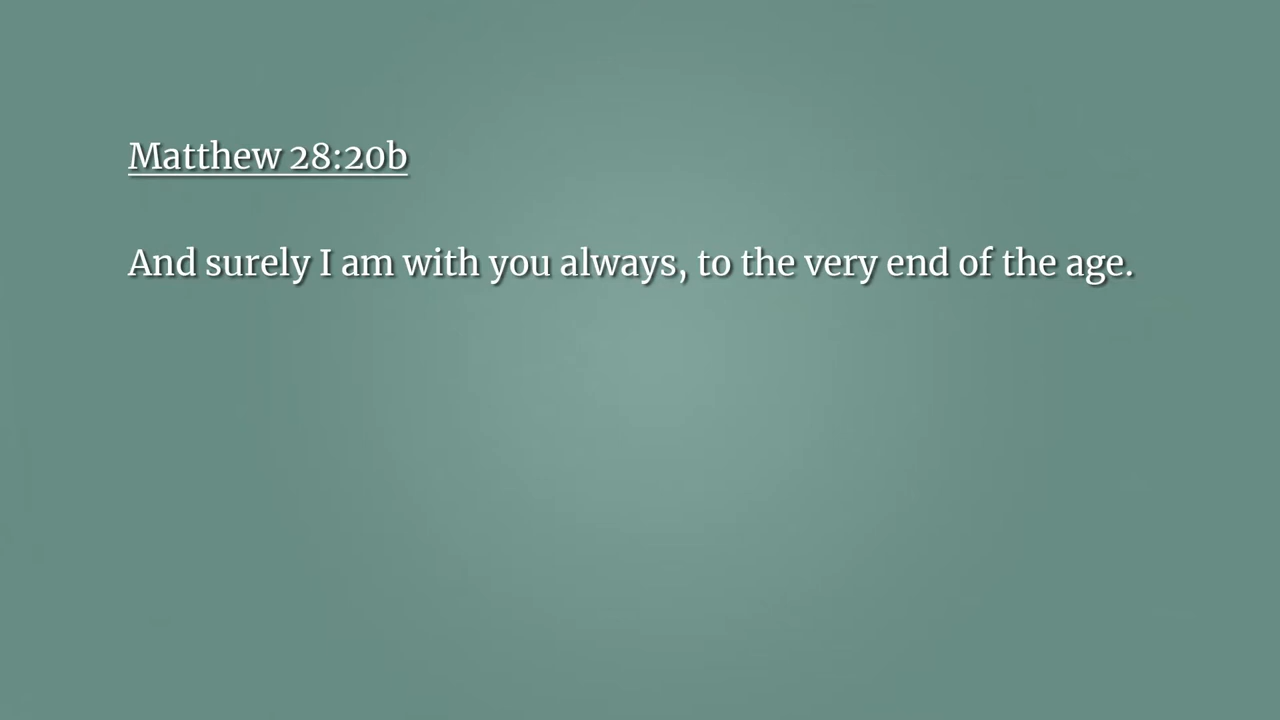 Matthew 28:20b
And surely I am with you always, to the very end of the age.